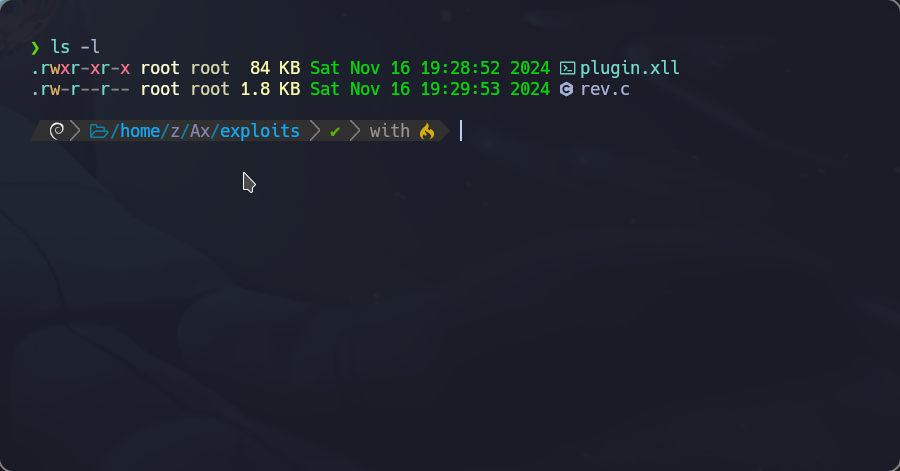 ❯ ls -l
.rwxr-xr-x root root  84 KB Sat Nov 16 19:28:52 2024 plugin.xll
.rw-r--r-- root root 1.8 KB Sat Nov 16 19:29:53 2024 rev.c
/home/z/Ax/exploits ✔ with 🔥